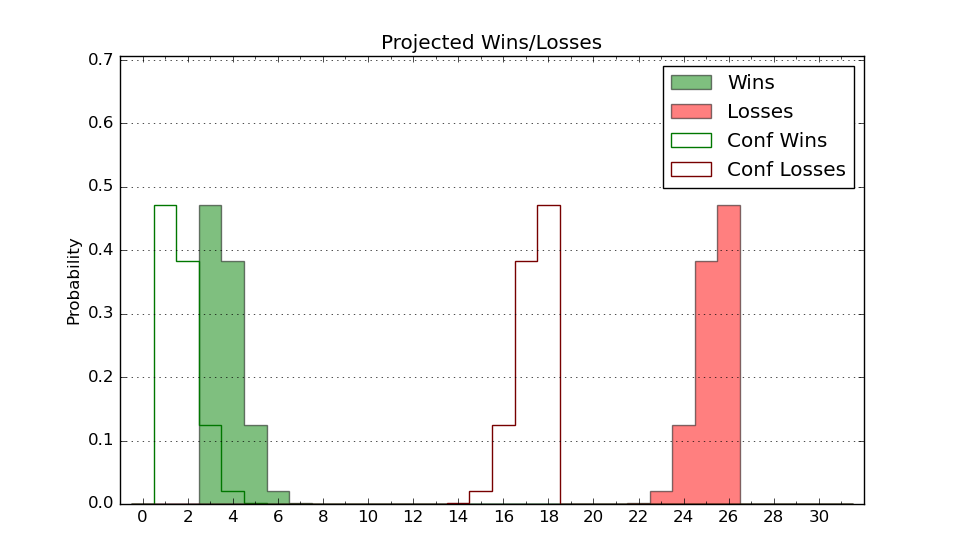 Projected Wins/Losses
0.7
0.6
0.5
0.4
0.3
0.2
0.1
0.0
Probability
Wins
Losses
Conf Wins
Conf Losses
0 2 4 6 8 10 12 14 16 18 20 22 24 26 28 30